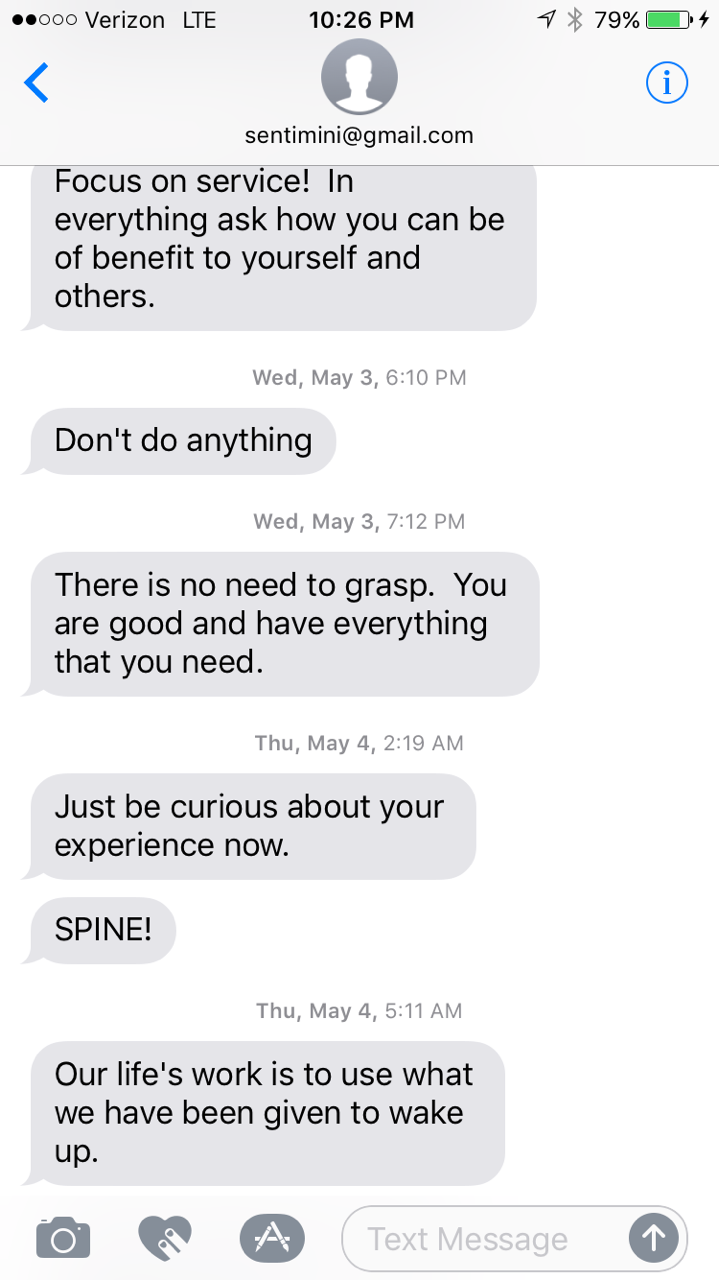 Verizon LTE 10:26 PM 79%
sentimini@gmail.com
Focus on service!  In
everything ask how you can be
of benefit to yourself and
others.
Wed, May 3, 6:10 PM
Don't do anything
Wed, May 3, 7:12 PM
There is no need to grasp.  You
are good and have everything
that you need.
Thu, May 4, 2:19 AM
Just be curious about your
experience now.
SPINE!
Thu, May 4, 5:11 AM
Our life's work is to use what
we have been given to wake
up.
Text Message